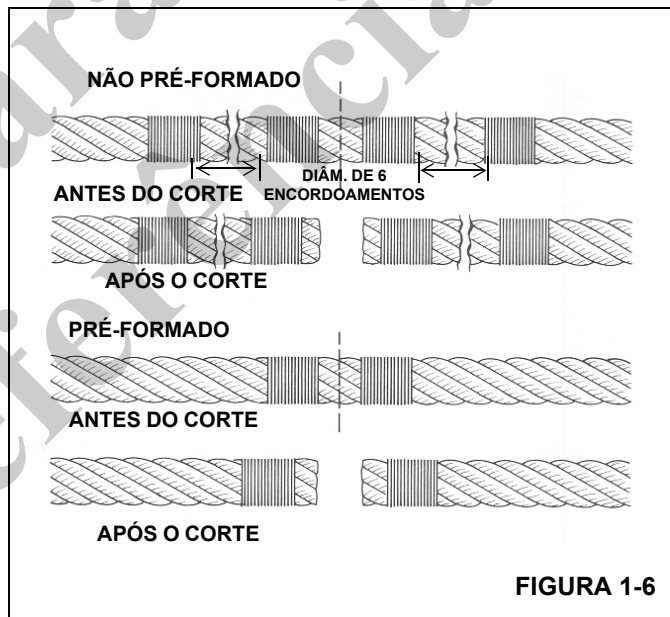 NÃO PRÉ-FORMADO
DIÂM. DE 6
ENCORDOAMENTOS
ANTES DO CORTE
APÓS O CORTE
PRÉ-FORMADO
ANTES DO CORTE
APÓS O CORTE
FIGURA 1-6